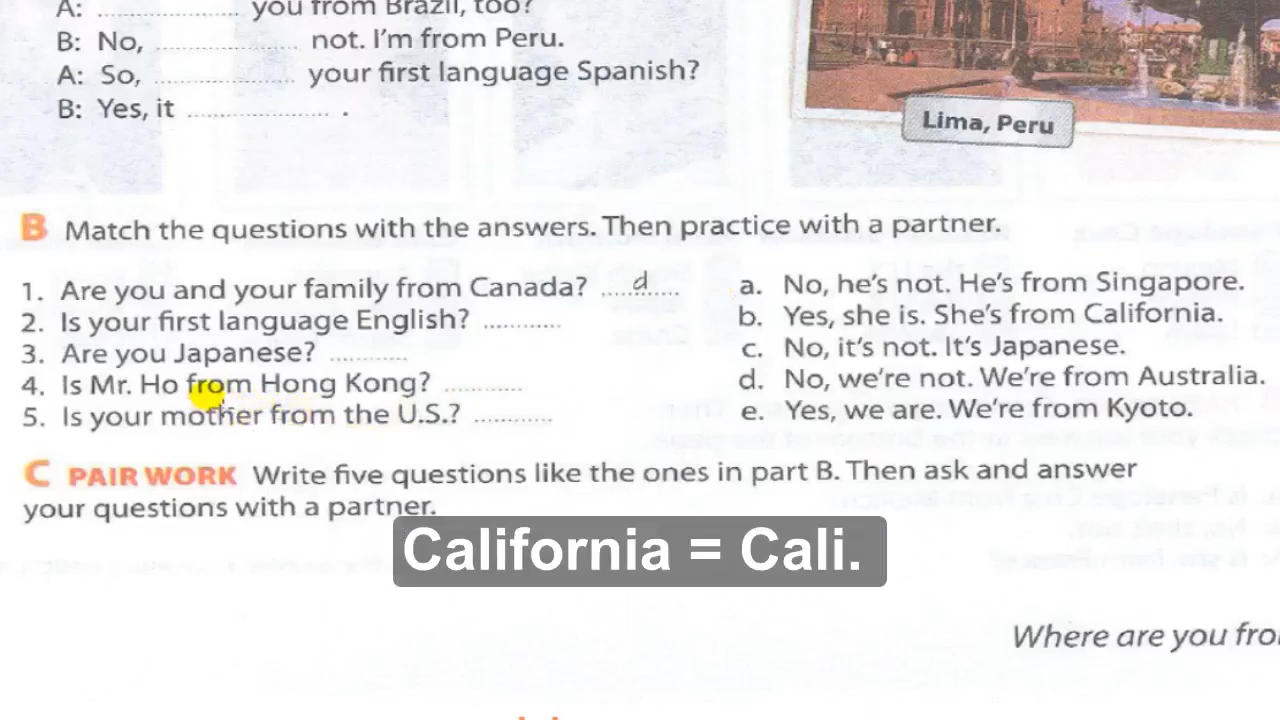 A: .......................... you from Brazil, too?
B: No, .......................... not. I'm from Peru.
A: So, .......................... your first language Spanish?
B: Yes, it .......................... .
Lima, Peru
B Match the questions with the answers. Then practice with a partner.
1. Are you and your family from Canada? ....d....
2. Is your first language English? ..............
3. Are you Japanese? ..............
4. Is Mr. Ho from Hong Kong? ..............
5. Is your mother from the U.S.? ..............
a. No, he's not. He's from Singapore.
b. Yes, she is. She's from California.
c. No, it's not. It's Japanese.
d. No, we're not. We're from Australia.
e. Yes, we are. We're from Kyoto.
C PAIR WORK Write five questions like the ones in part B. Then ask and answer
your questions with a partner.
California = Cali.
Where are you